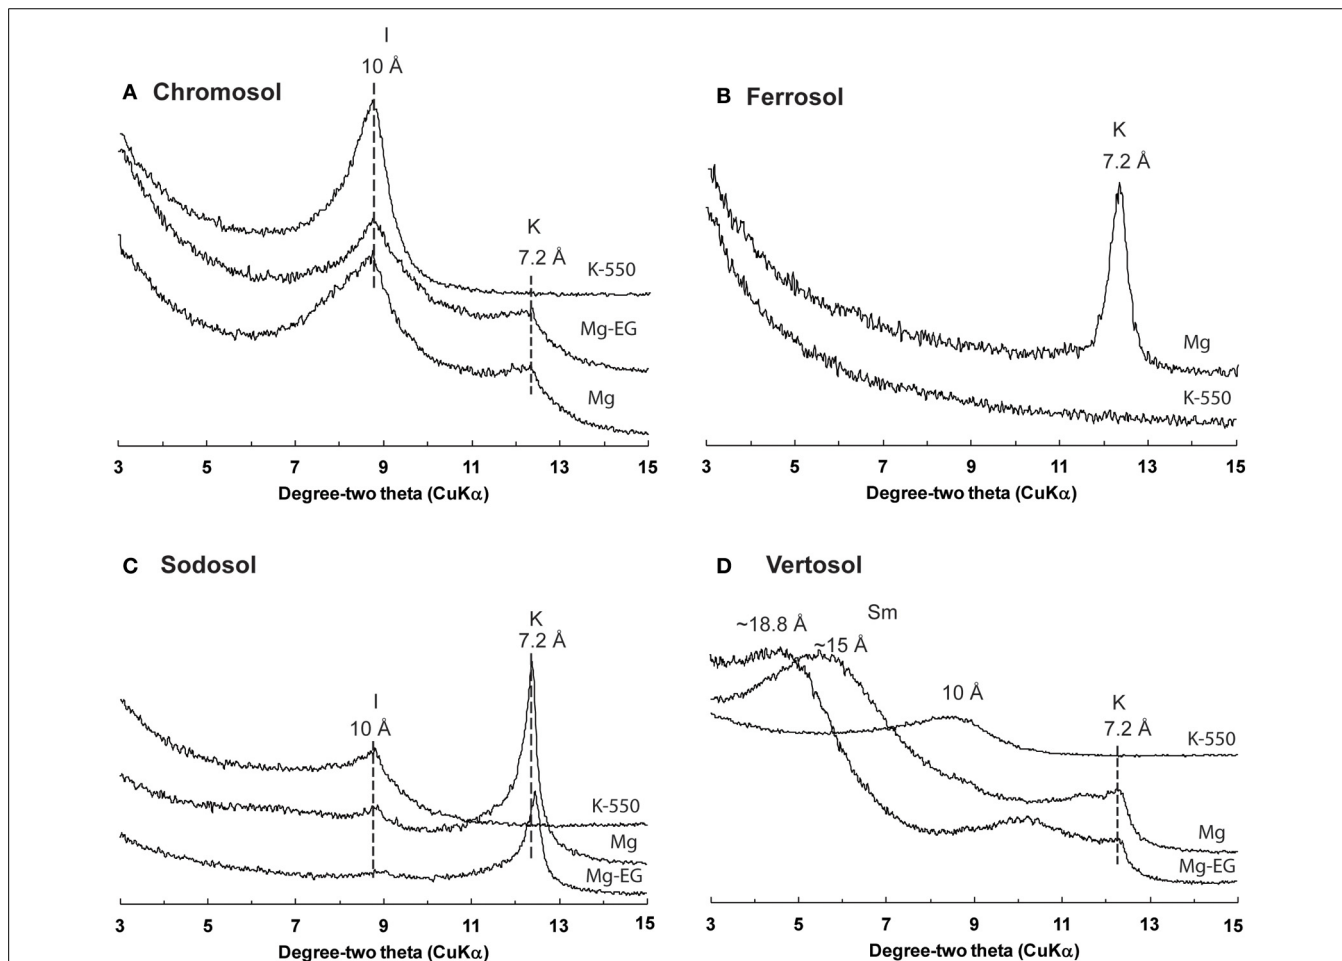 A Chromosol
I
10 Å
K
7.2 Å
K-550
Mg-EG
Mg
3 5 7 9 11 13 15
Degree-two theta (CuKα)
B Ferrosol
K
7.2 Å
Mg
K-550
3 5 7 9 11 13 15
Degree-two theta (CuKα)
C Sodosol
I
10 Å
K
7.2 Å
K-550
Mg
Mg-EG
3 5 7 9 11 13 15
Degree-two theta (CuKα)
D Vertosol
Sm
~18.8 Å
~15 Å
10 Å
K
7.2 Å
K-550
Mg
Mg-EG
3 5 7 9 11 13 15
Degree-two theta (CuKα)